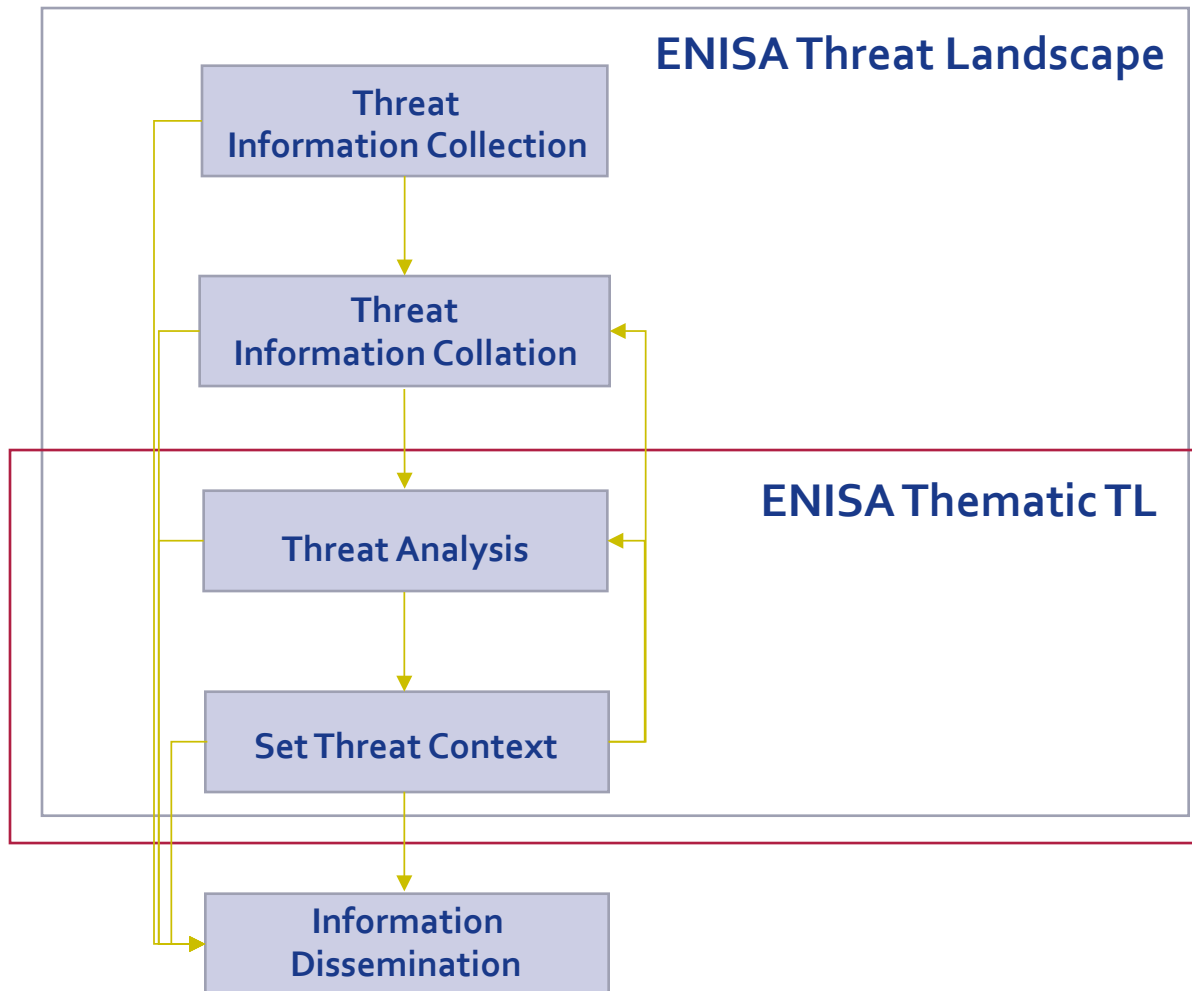 ENISA Threat Landscape
Threat
Information Collection
Threat
Information Collation
ENISA Thematic TL
Threat Analysis
Set Threat Context
Information
Dissemination